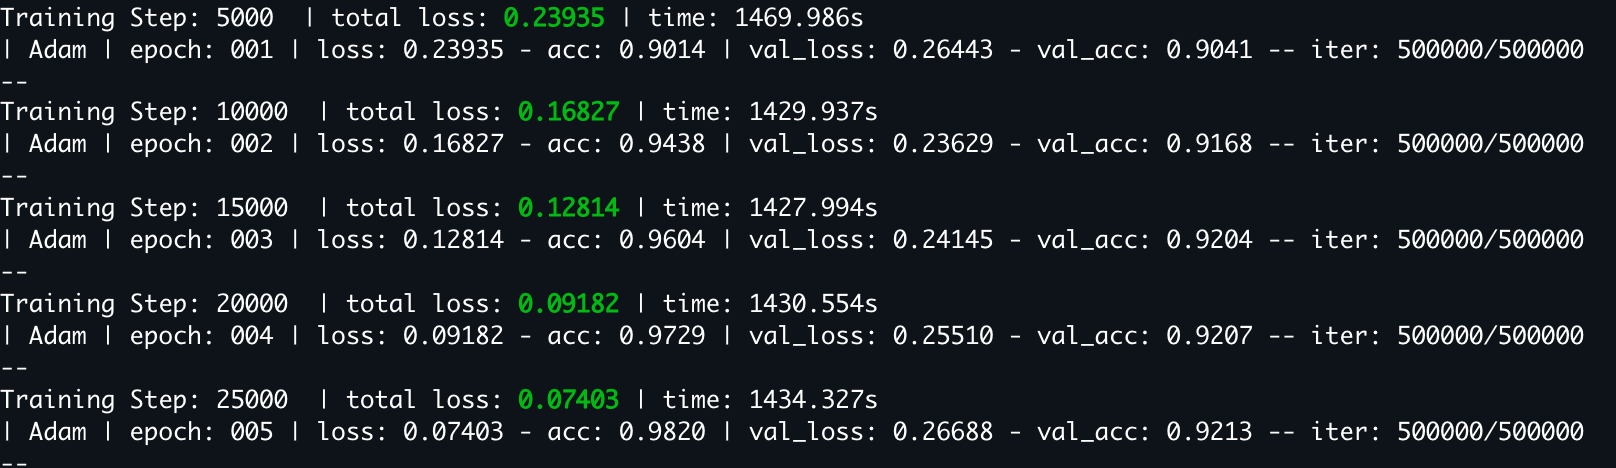 Training Step: 5000  | total loss: 0.23935 | time: 1469.986s
| Adam | epoch: 001 | loss: 0.23935 - acc: 0.9014 | val_loss: 0.26443 - val_acc: 0.9041 -- iter: 500000/500000
--
Training Step: 10000  | total loss: 0.16827 | time: 1429.937s
| Adam | epoch: 002 | loss: 0.16827 - acc: 0.9438 | val_loss: 0.23629 - val_acc: 0.9168 -- iter: 500000/500000
--
Training Step: 15000  | total loss: 0.12814 | time: 1427.994s
| Adam | epoch: 003 | loss: 0.12814 - acc: 0.9604 | val_loss: 0.24145 - val_acc: 0.9204 -- iter: 500000/500000
--
Training Step: 20000  | total loss: 0.09182 | time: 1430.554s
| Adam | epoch: 004 | loss: 0.09182 - acc: 0.9729 | val_loss: 0.25510 - val_acc: 0.9207 -- iter: 500000/500000
--
Training Step: 25000  | total loss: 0.07403 | time: 1434.327s
| Adam | epoch: 005 | loss: 0.07403 - acc: 0.9820 | val_loss: 0.26688 - val_acc: 0.9213 -- iter: 500000/500000
--